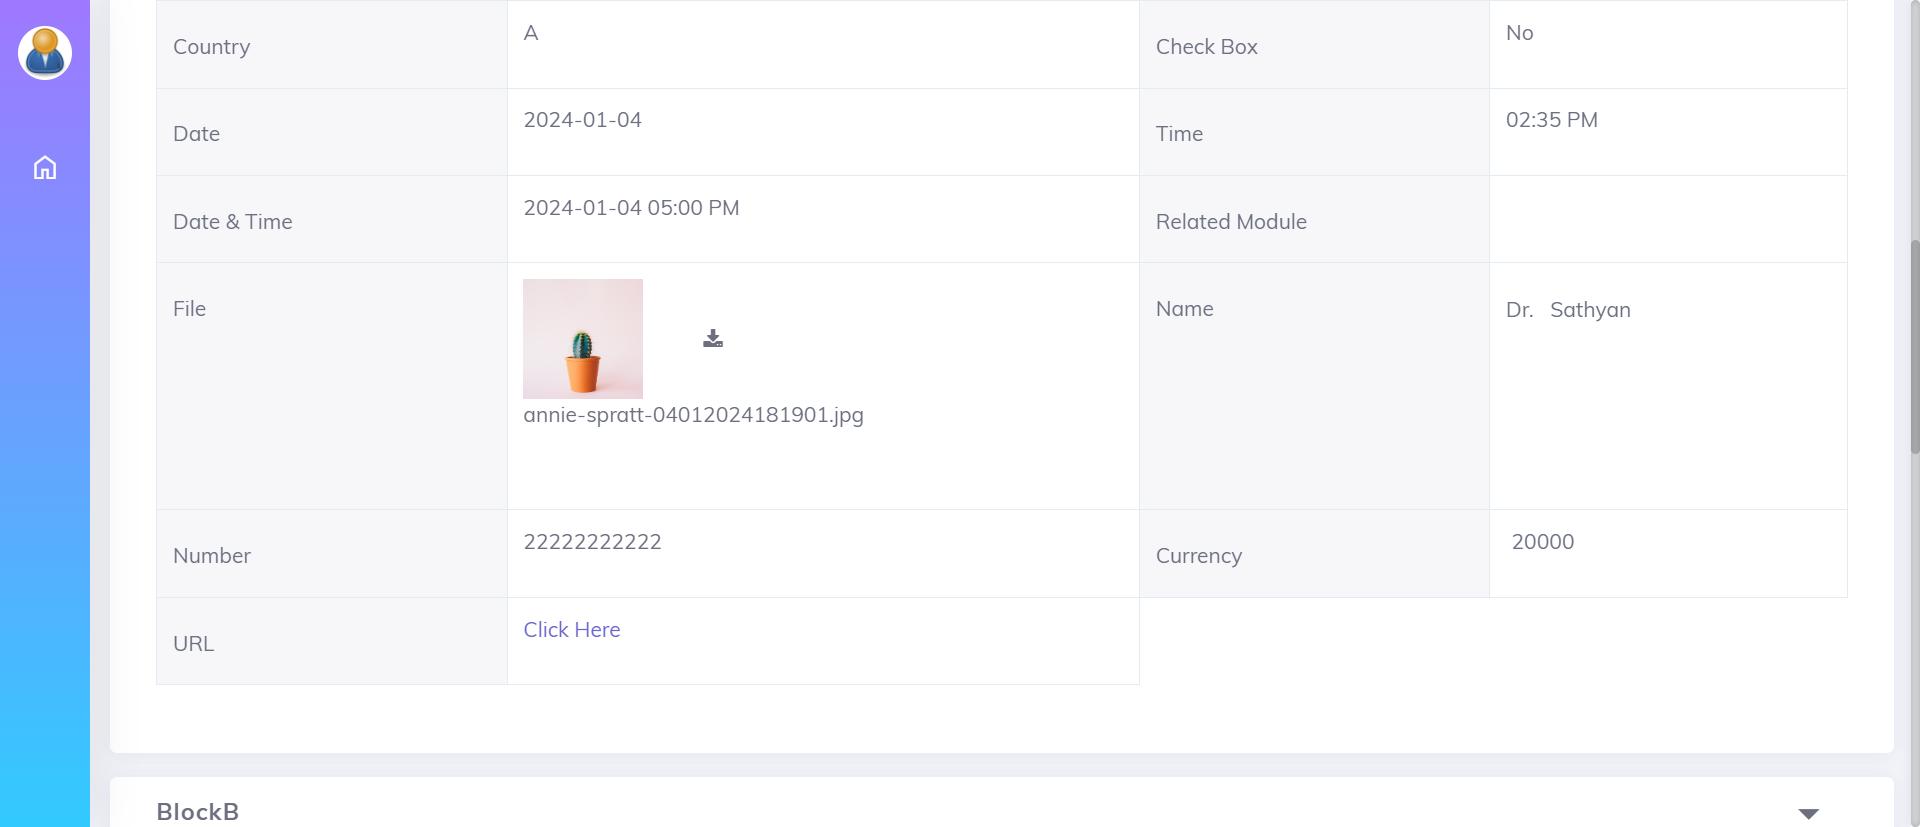 Country
A
Check Box
No
Date
2024-01-04
Time
02:35 PM
Date & Time
2024-01-04 05:00 PM
Related Module
File
annie-spratt-04012024181901.jpg
Name
Dr. Sathyan
Number
22222222222
Currency
20000
URL
Click Here
BlockB